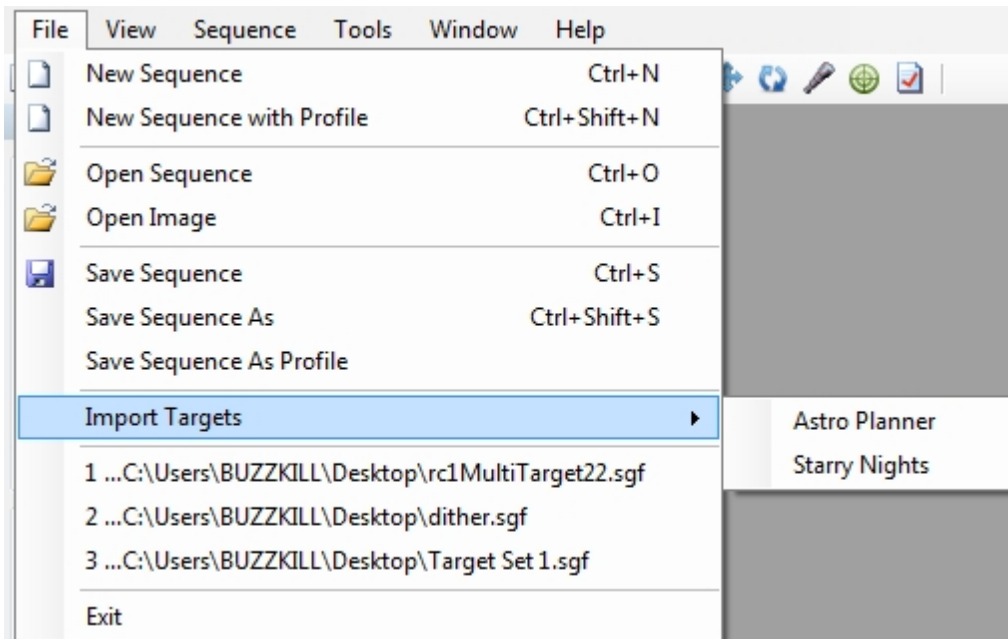 File View Sequence Tools Window Help
New Sequence Ctrl+N
New Sequence with Profile Ctrl+Shift+N
Open Sequence Ctrl+O
Open Image Ctrl+I
Save Sequence Ctrl+S
Save Sequence As Ctrl+Shift+S
Save Sequence As Profile
Import Targets
Astro Planner
Starry Nights
1 ...C:\Users\BUZZKILL\Desktop\rc1MultiTarget22.sgf
2 ...C:\Users\BUZZKILL\Desktop\dither.sgf
3 ...C:\Users\BUZZKILL\Desktop\Target Set 1.sgf
Exit